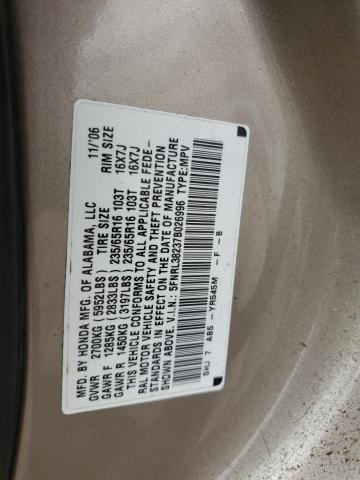 MFD. BY HONDA MFG. OF ALABAMA, LLC 11/'06
GVWR 2700KG (5952LBS) TIRE SIZE RIM SIZE
GAWR F 1285KG (2833LBS) 235/65R16 103T 16X7J
GAWR R 1450KG (3197LBS) 235/65R16 103T 16X7J
THIS VEHICLE CONFORMS TO ALL APPLICABLE FEDE-
RAL MOTOR VEHICLE SAFETY AND THEFT PREVENTION
STANDARDS IN EFFECT ON THE DATE OF MANUFACTURE
SHOWN ABOVE. V.I.N.: 5FNRL38237B026996 TYPE:MPV
SHJ 7 AB5 - YR545M - F - B